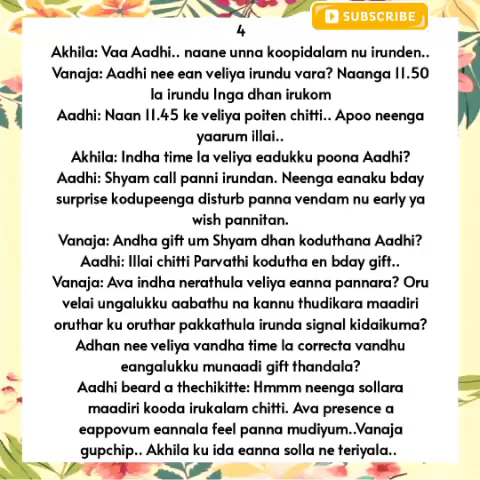 SUBSCRIBE
4
Akhila: Vaa Aadhi.. naane unna koopidalam nu irunden..
Vanaja: Aadhi nee ean veliya irundu vara? Naanga 11.50
la irundu Inga dhan irukom
Aadhi: Naan 11.45 ke veliya poiten chitti.. Apoo neenga
yaarum illai..
Akhila: Indha time la veliya eadukku poona Aadhi?
Aadhi: Shyam call panni irundan. Neenga eanaku bday
surprise kodupeenga disturb panna vendam nu early ya
wish pannitan.
Vanaja: Andha gift um Shyam dhan koduthana Aadhi?
Aadhi: Illai chitti Parvathi kodutha en bday gift..
Vanaja: Ava indha nerathula veliya eanna pannara? Oru
velai ungalukku aabathu na kannu thudikara maadiri
oruthar ku oruthar pakkathula irunda signal kidaikuma?
Adhan nee veliya vandha time la correcta vandhu
eangalukku munaadi gift thandala?
Aadhi beard a thechikitte: Hmmm neenga sollara
maadiri kooda irukalam chitti. Ava presence a
eappovum eannala feel panna mudiyum..Vanaja
gupchip.. Akhila ku ida eanna solla ne teriyala..